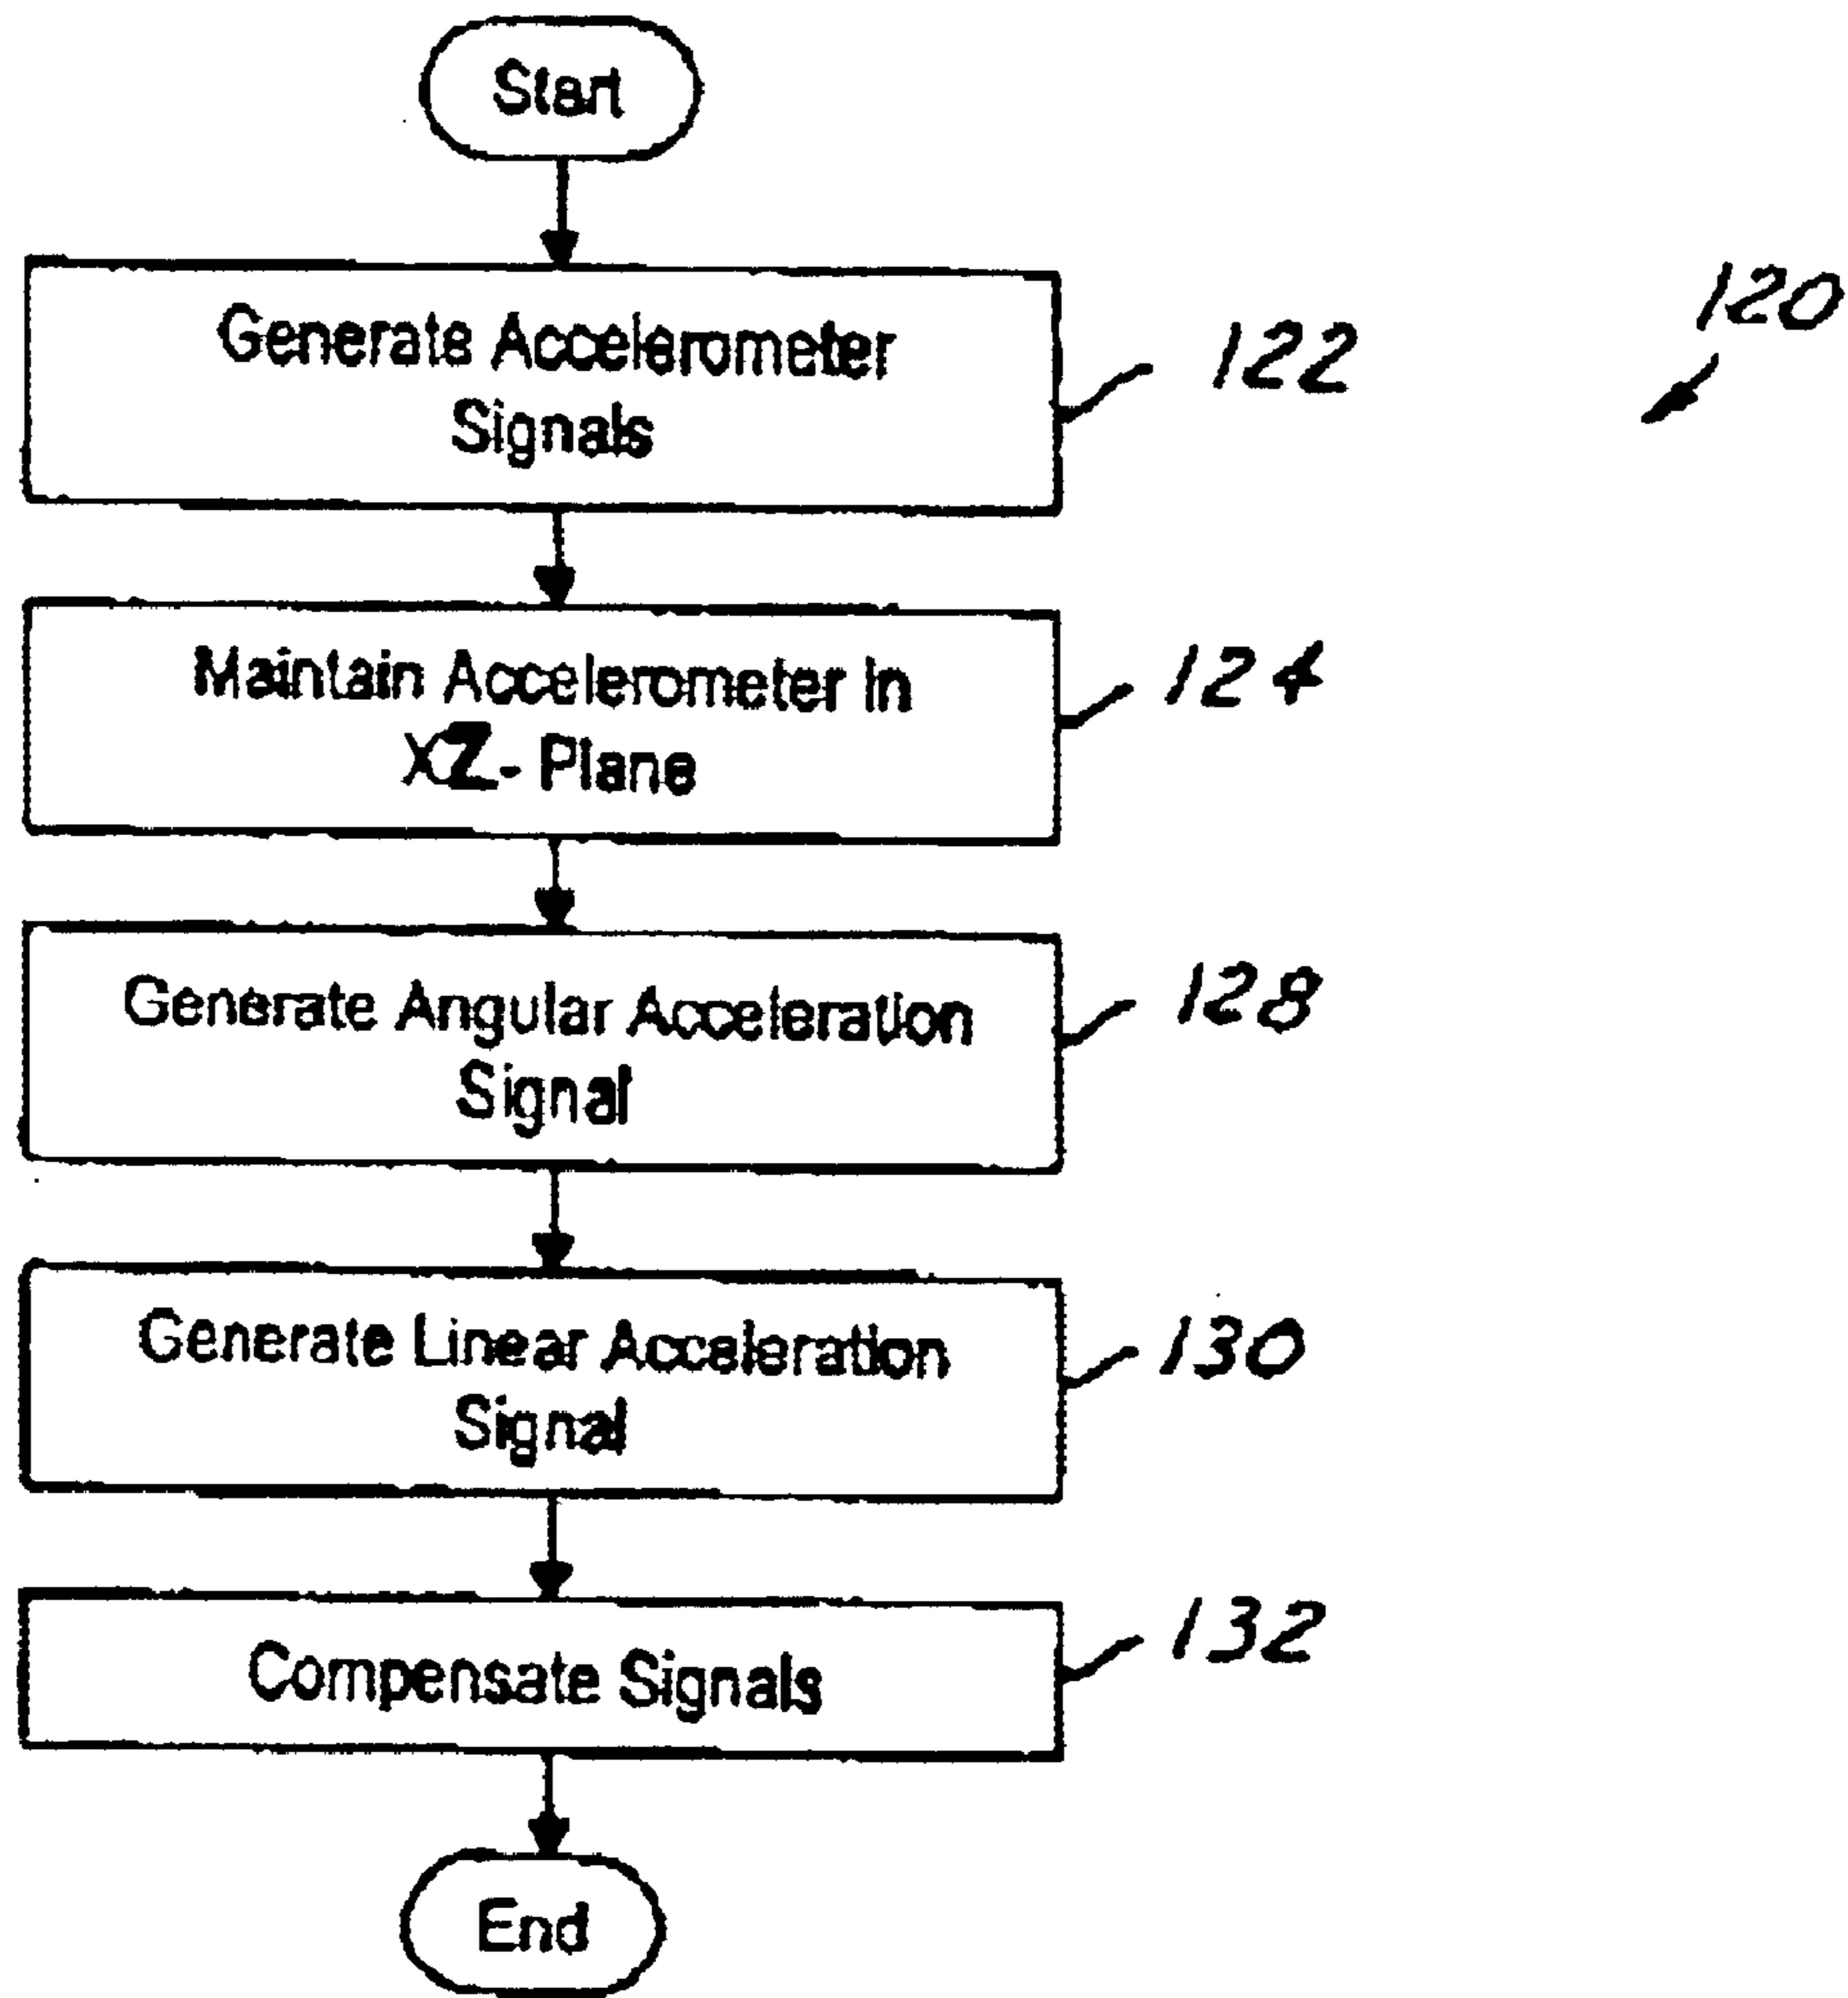 Start
120
Generate Accelerometer
Signals
122
Maintain Accelerometer In
XZ- Plane
124
Generate Angular Acceleration
Signal
128
Generate Linear Acceleration
Signal
130
Compensate Signals
132
End